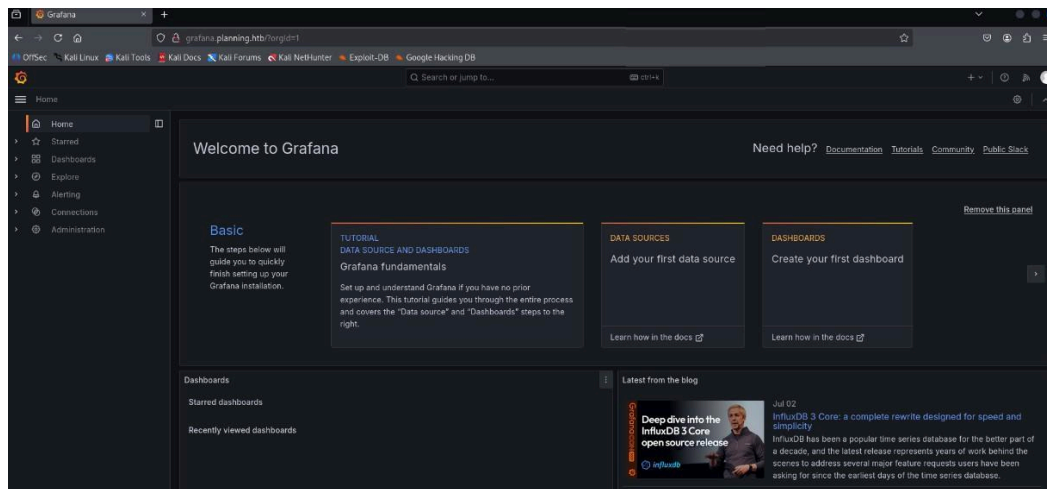 Grafana
grafana.planning.htb/?orgId=1
OffSec Kali Linux Kali Tools Kali Docs Kali Forums Kali NetHunter Exploit-DB Google Hacking DB
Search or jump to... ctrl+k
Home
Home
Starred
Dashboards
Explore
Alerting
Connections
Administration
Welcome to Grafana
Need help? Documentation Tutorials Community Public Slack
Remove this panel
Basic
The steps below will
guide you to quickly
finish setting up your
Grafana installation.
TUTORIAL
DATA SOURCE AND DASHBOARDS
Grafana fundamentals
Set up and understand Grafana if you have no prior
experience. This tutorial guides you through the entire process
and covers the "Data source" and "Dashboards" steps to the
right.
DATA SOURCES
Add your first data source
Learn how in the docs
DASHBOARDS
Create your first dashboard
Learn how in the docs
Dashboards
Starred dashboards
Recently viewed dashboards
Latest from the blog
Deep dive into the
InfluxDB 3 Core
open source release
influxdb
Jul 02
InfluxDB 3 Core: a complete rewrite designed for speed and
simplicity
InfluxDB has been a popular time series database for the better part of
a decade, and the latest release represents years of work behind the
scenes to address several major feature requests users have been
asking for since the earliest days of the time series database.